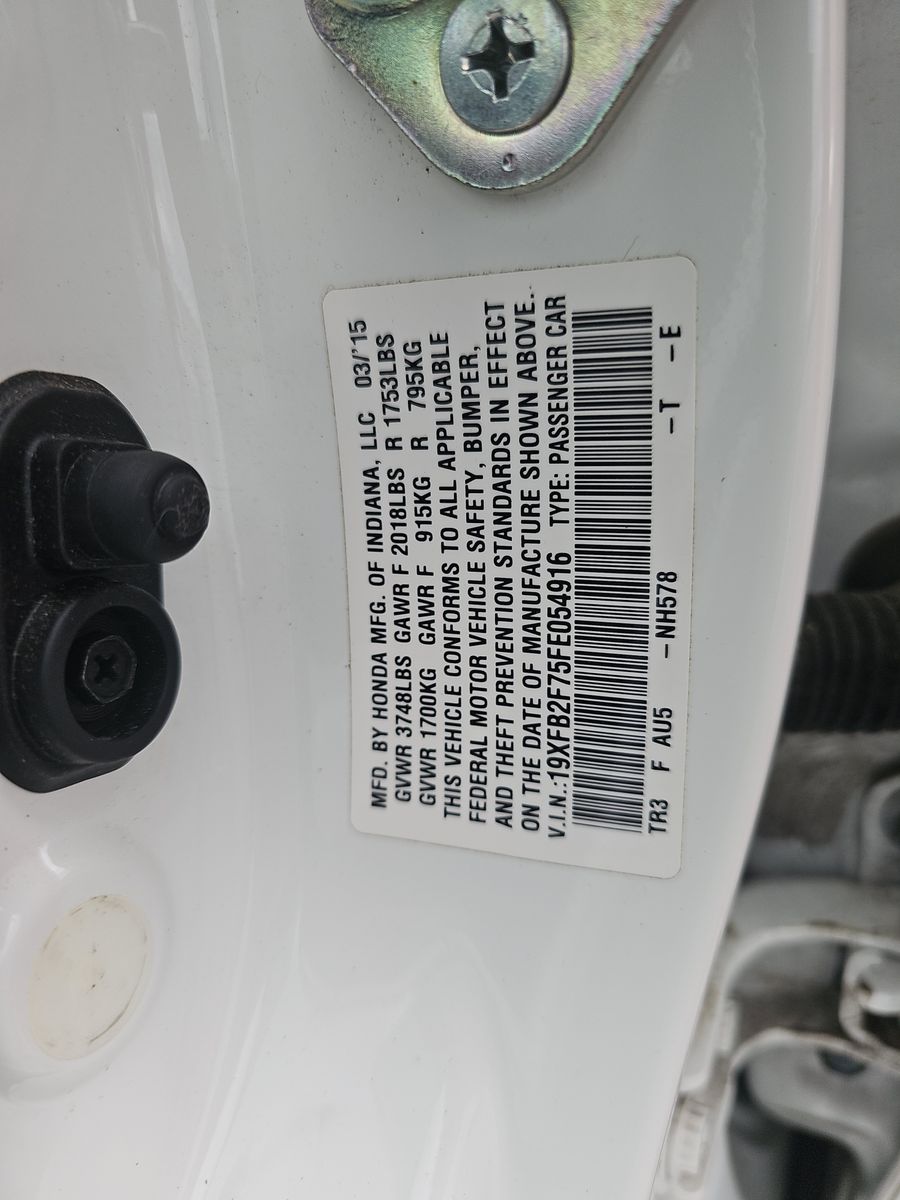 MFD. BY HONDA MFG. OF INDIANA, LLC 03/'15
GVWR 3748LBS GAWR F 2018LBS R 1753LBS
GVWR 1700KG GAWR F 915KG R 795KG
THIS VEHICLE CONFORMS TO ALL APPLICABLE
FEDERAL MOTOR VEHICLE SAFETY, BUMPER,
AND THEFT PREVENTION STANDARDS IN EFFECT
ON THE DATE OF MANUFACTURE SHOWN ABOVE.
V.I.N.:19XFB2F75FE054916 TYPE: PASSENGER CAR
TR3 F AU5 -NH578 -T -E